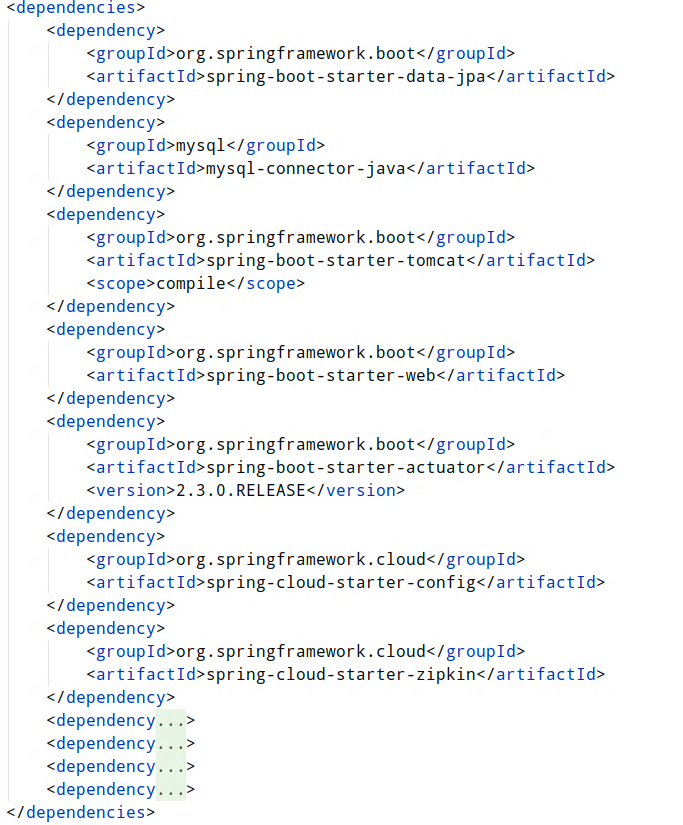 <dependencies>
<dependency>
<groupId>org.springframework.boot</groupId>
<artifactId>spring-boot-starter-data-jpa</artifactId>
</dependency>
<dependency>
<groupId>mysql</groupId>
<artifactId>mysql-connector-java</artifactId>
</dependency>
<dependency>
<groupId>org.springframework.boot</groupId>
<artifactId>spring-boot-starter-tomcat</artifactId>
<scope>compile</scope>
</dependency>
<dependency>
<groupId>org.springframework.boot</groupId>
<artifactId>spring-boot-starter-web</artifactId>
</dependency>
<dependency>
<groupId>org.springframework.boot</groupId>
<artifactId>spring-boot-starter-actuator</artifactId>
<version>2.3.0.RELEASE</version>
</dependency>
<dependency>
<groupId>org.springframework.cloud</groupId>
<artifactId>spring-cloud-starter-config</artifactId>
</dependency>
<dependency>
<groupId>org.springframework.cloud</groupId>
<artifactId>spring-cloud-starter-zipkin</artifactId>
</dependency>
<dependency...>
<dependency...>
<dependency...>
<dependency...>
</dependencies>